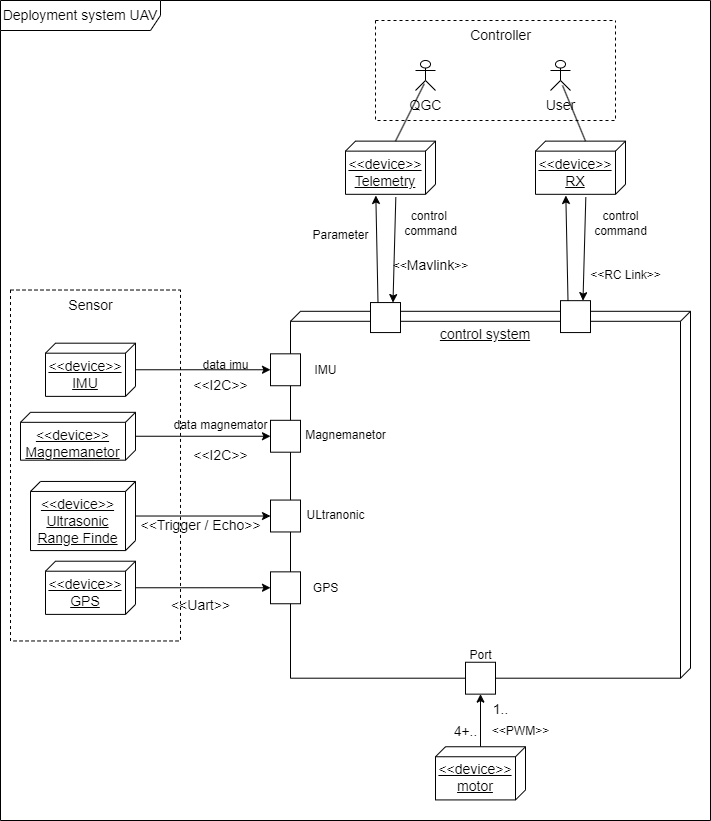 Deployment system UAV
Controller
QGC
User
<<device>>
Telemetry
<<device>>
RX
Parameter
control
command
<<Mavlink>>
control
command
<<RC Link>>
Sensor
control system
<<device>>
IMU
data imu
<<I2C>>
IMU
<<device>>
Magnemanetor
data magnemator
<<I2C>>
Magnemanetor
<<device>>
Ultrasonic
Range Finde
<<Trigger / Echo>>
ULtranonic
<<device>>
GPS
<<Uart>>
GPS
Port
1..
4+..
<<PWM>>
<<device>>
motor